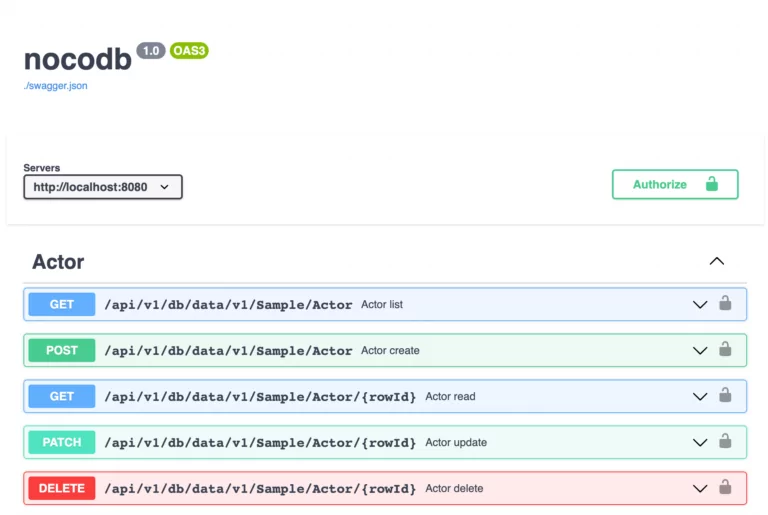 nocodb 1.0 OAS3
./swagger.json
Servers
http://localhost:8080
Authorize
Actor
GET /api/v1/db/data/v1/Sample/Actor Actor list
POST /api/v1/db/data/v1/Sample/Actor Actor create
GET /api/v1/db/data/v1/Sample/Actor/{rowId} Actor read
PATCH /api/v1/db/data/v1/Sample/Actor/{rowId} Actor update
DELETE /api/v1/db/data/v1/Sample/Actor/{rowId} Actor delete